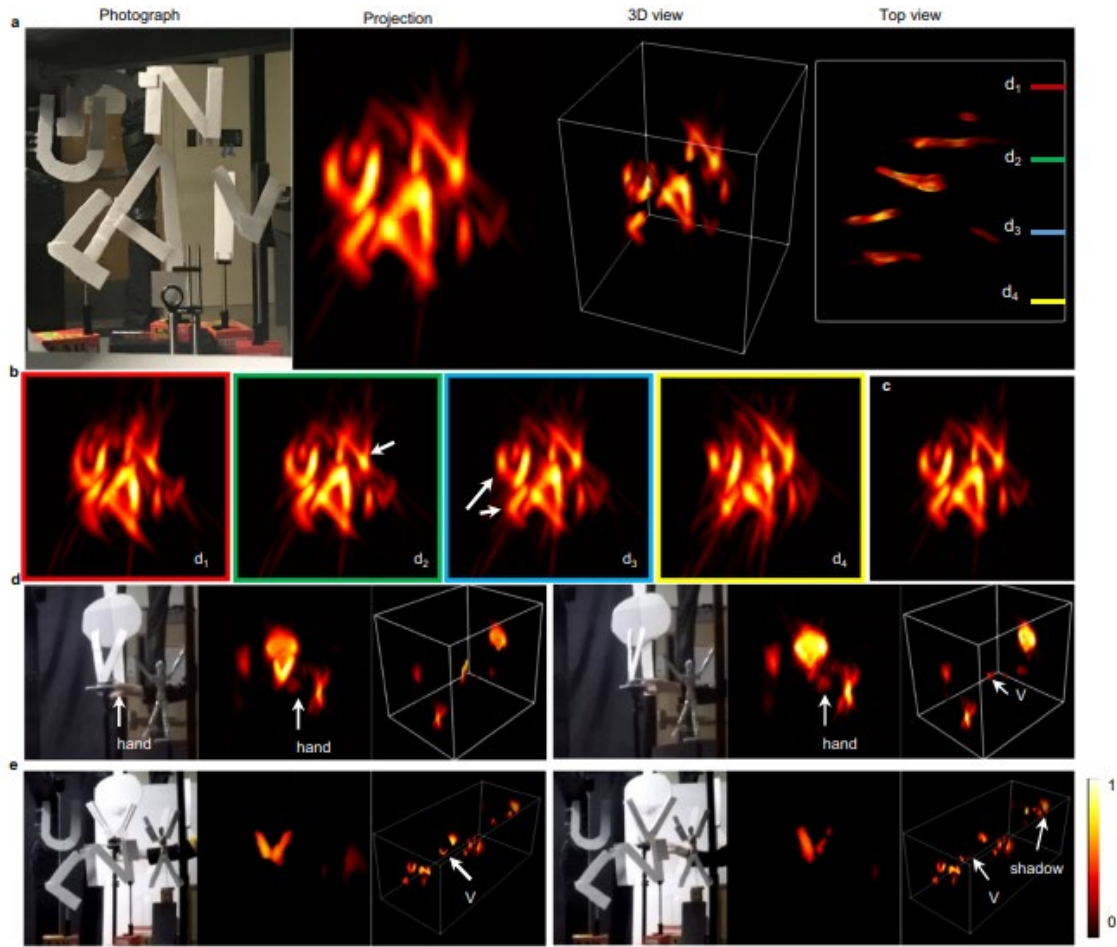 Photograph Projection 3D view Top view
a
d₁
d₂
d₃
d₄
b
c
d₁ d₂ d₃ d₄
d
hand hand hand V
e
1
V V shadow
0